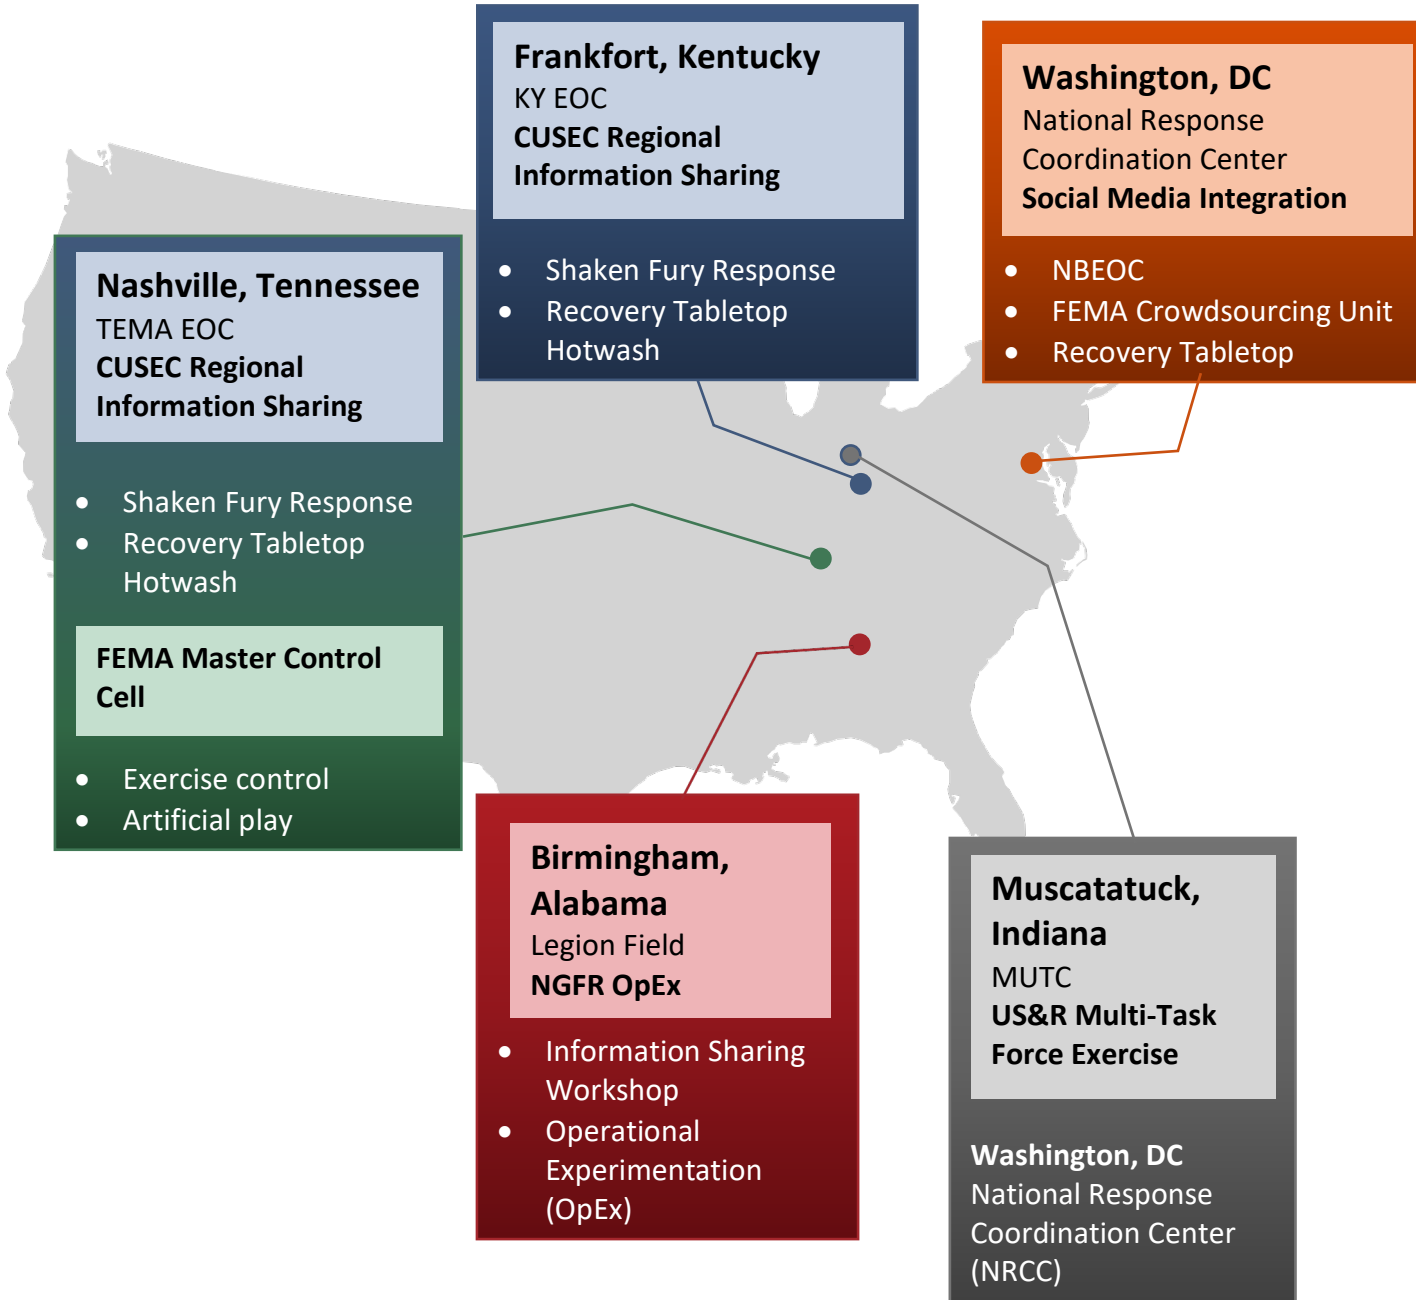 Frankfort, Kentucky
KY EOC
CUSEC Regional
Information Sharing
• Shaken Fury Response
• Recovery Tabletop
Hotwash
Washington, DC
National Response
Coordination Center
Social Media Integration
• NBEOC
• FEMA Crowdsourcing Unit
• Recovery Tabletop
Nashville, Tennessee
TEMA EOC
CUSEC Regional
Information Sharing
• Shaken Fury Response
• Recovery Tabletop
Hotwash
FEMA Master Control
Cell
• Exercise control
• Artificial play
Birmingham,
Alabama
Legion Field
NGFR OpEx
• Information Sharing
Workshop
• Operational
Experimentation
(OpEx)
Muscatatuck,
Indiana
MUTC
US&R Multi-Task
Force Exercise
Washington, DC
National Response
Coordination Center
(NRCC)